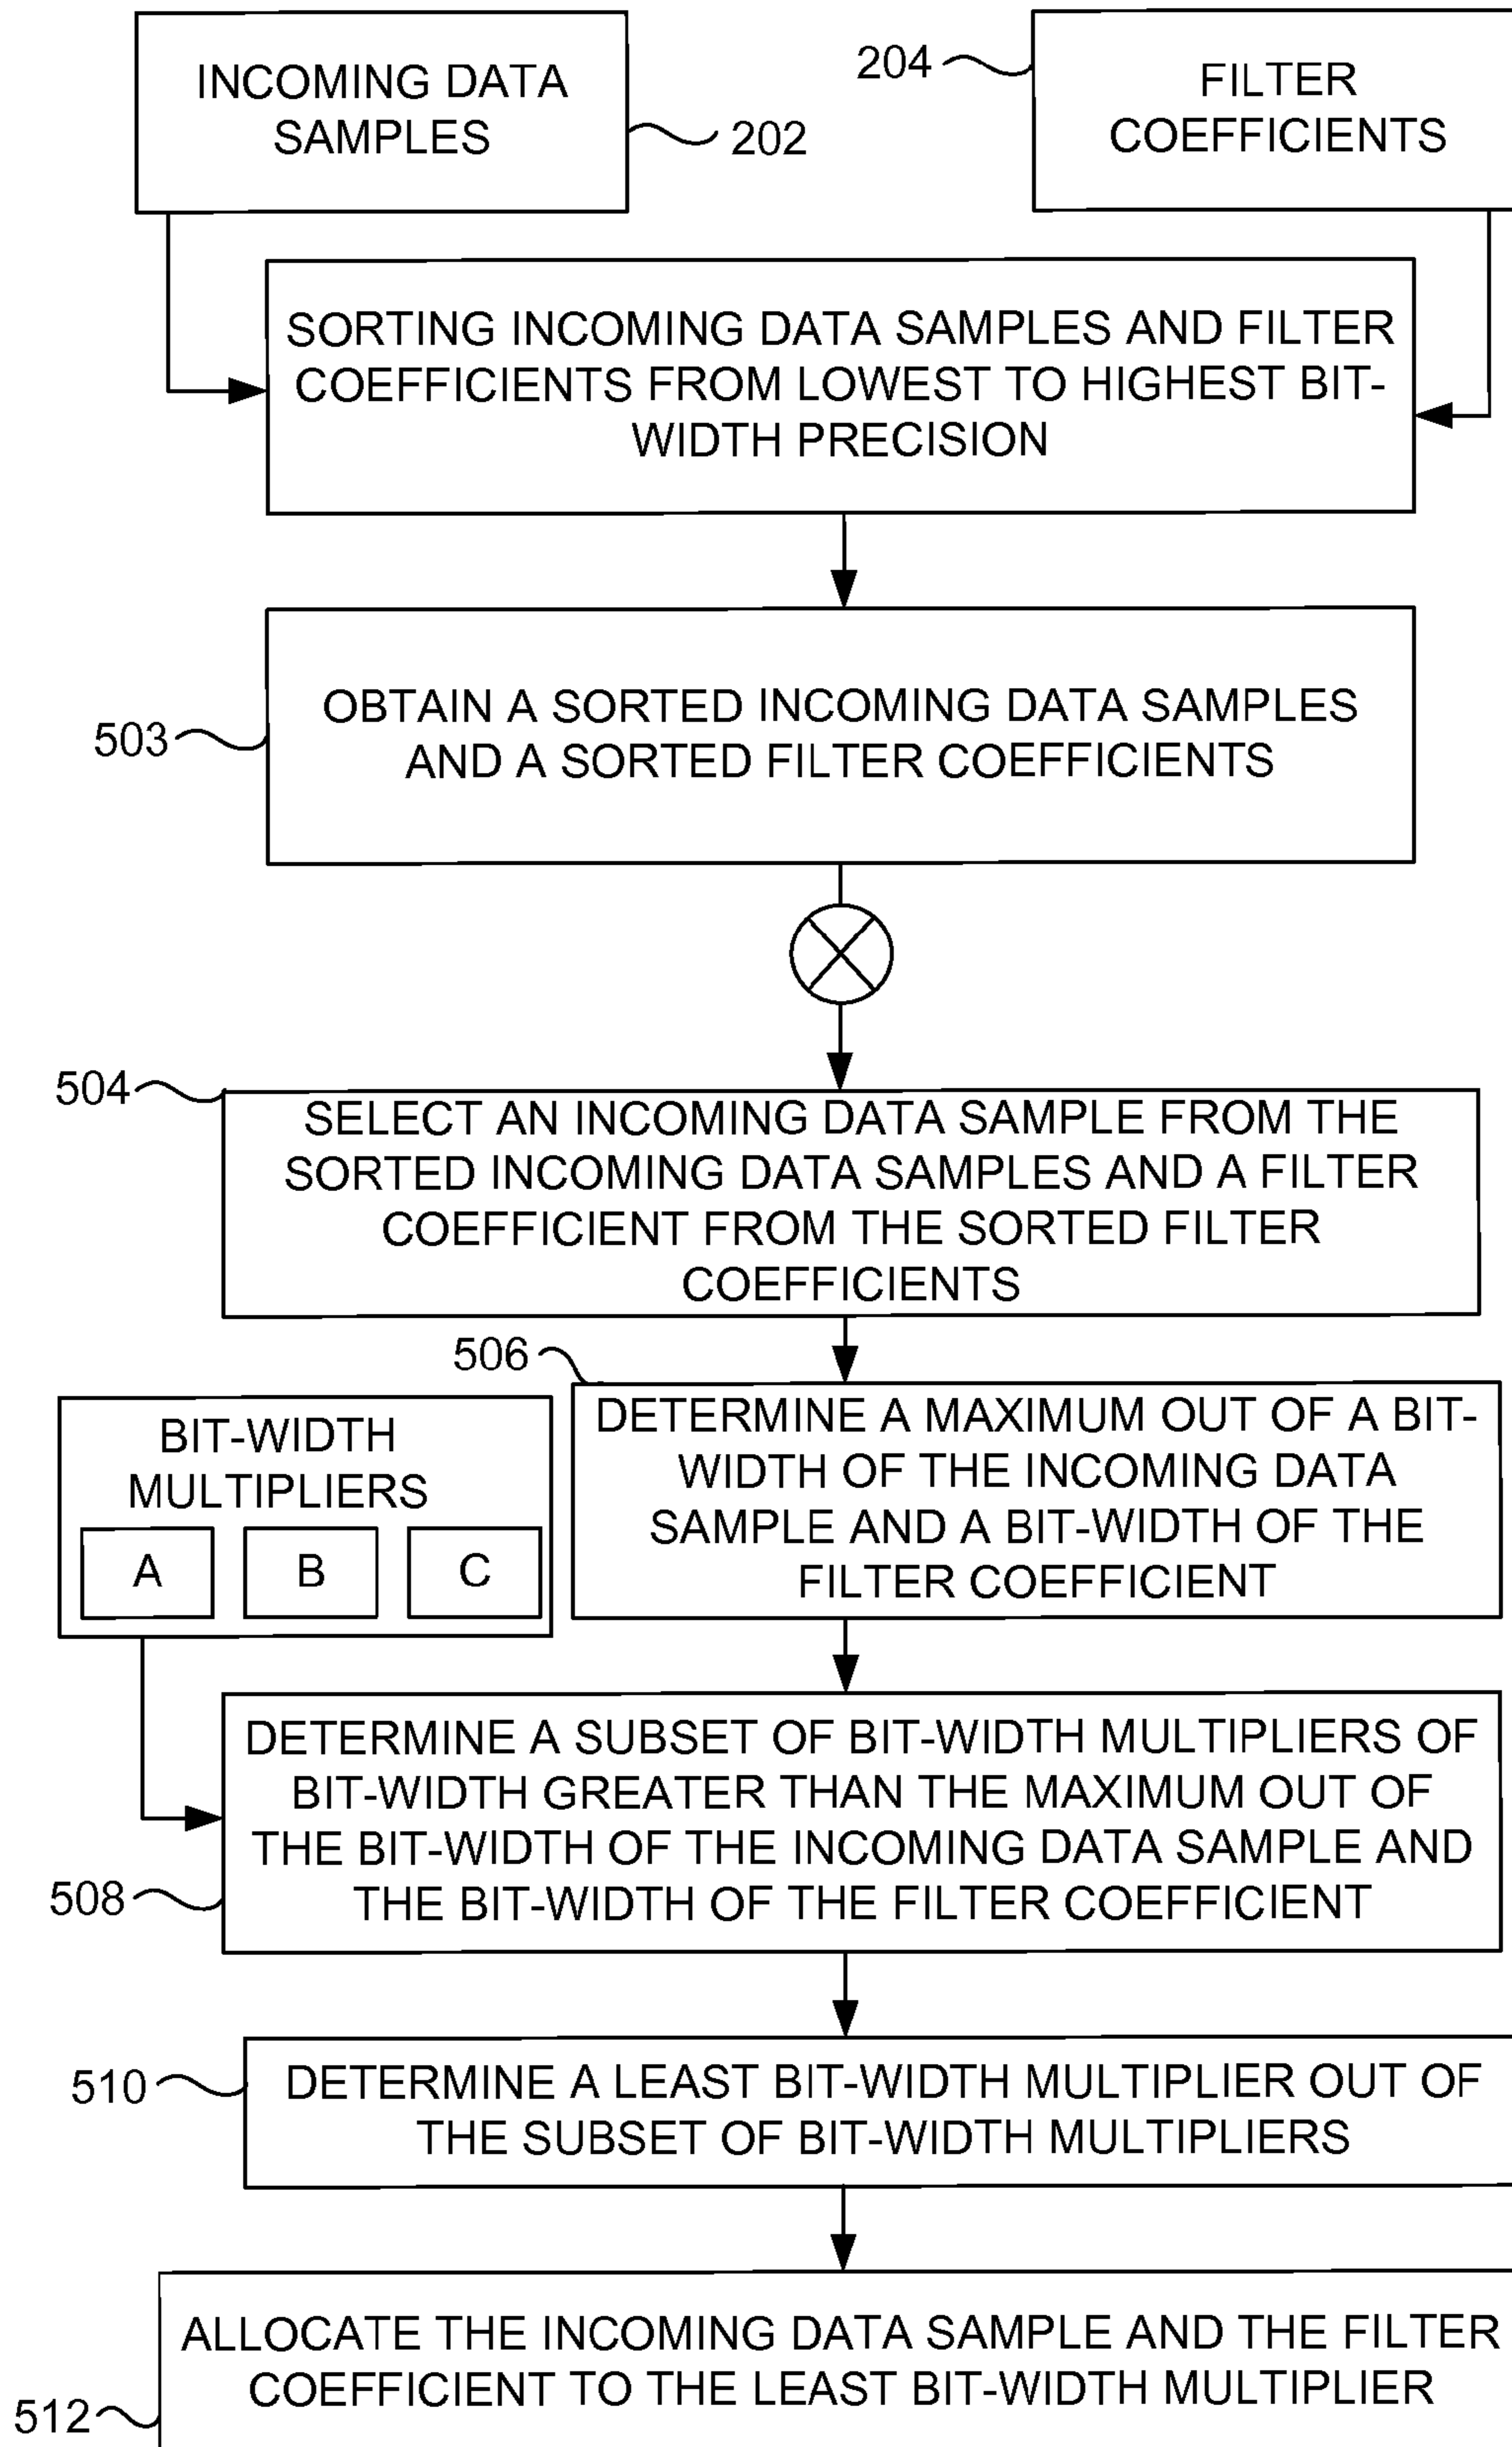 INCOMING DATA
SAMPLES
202
204
FILTER
COEFFICIENTS
SORTING INCOMING DATA SAMPLES AND FILTER
COEFFICIENTS FROM LOWEST TO HIGHEST BIT-
WIDTH PRECISION
503
OBTAIN A SORTED INCOMING DATA SAMPLES
AND A SORTED FILTER COEFFICIENTS
504
SELECT AN INCOMING DATA SAMPLE FROM THE
SORTED INCOMING DATA SAMPLES AND A FILTER
COEFFICIENT FROM THE SORTED FILTER
COEFFICIENTS
506
DETERMINE A MAXIMUM OUT OF A BIT-
WIDTH OF THE INCOMING DATA
SAMPLE AND A BIT-WIDTH OF THE
FILTER COEFFICIENT
BIT-WIDTH
MULTIPLIERS
A B C
DETERMINE A SUBSET OF BIT-WIDTH MULTIPLIERS OF
BIT-WIDTH GREATER THAN THE MAXIMUM OUT OF
THE BIT-WIDTH OF THE INCOMING DATA SAMPLE AND
THE BIT-WIDTH OF THE FILTER COEFFICIENT
508
510
DETERMINE A LEAST BIT-WIDTH MULTIPLIER OUT OF
THE SUBSET OF BIT-WIDTH MULTIPLIERS
ALLOCATE THE INCOMING DATA SAMPLE AND THE FILTER
COEFFICIENT TO THE LEAST BIT-WIDTH MULTIPLIER
512